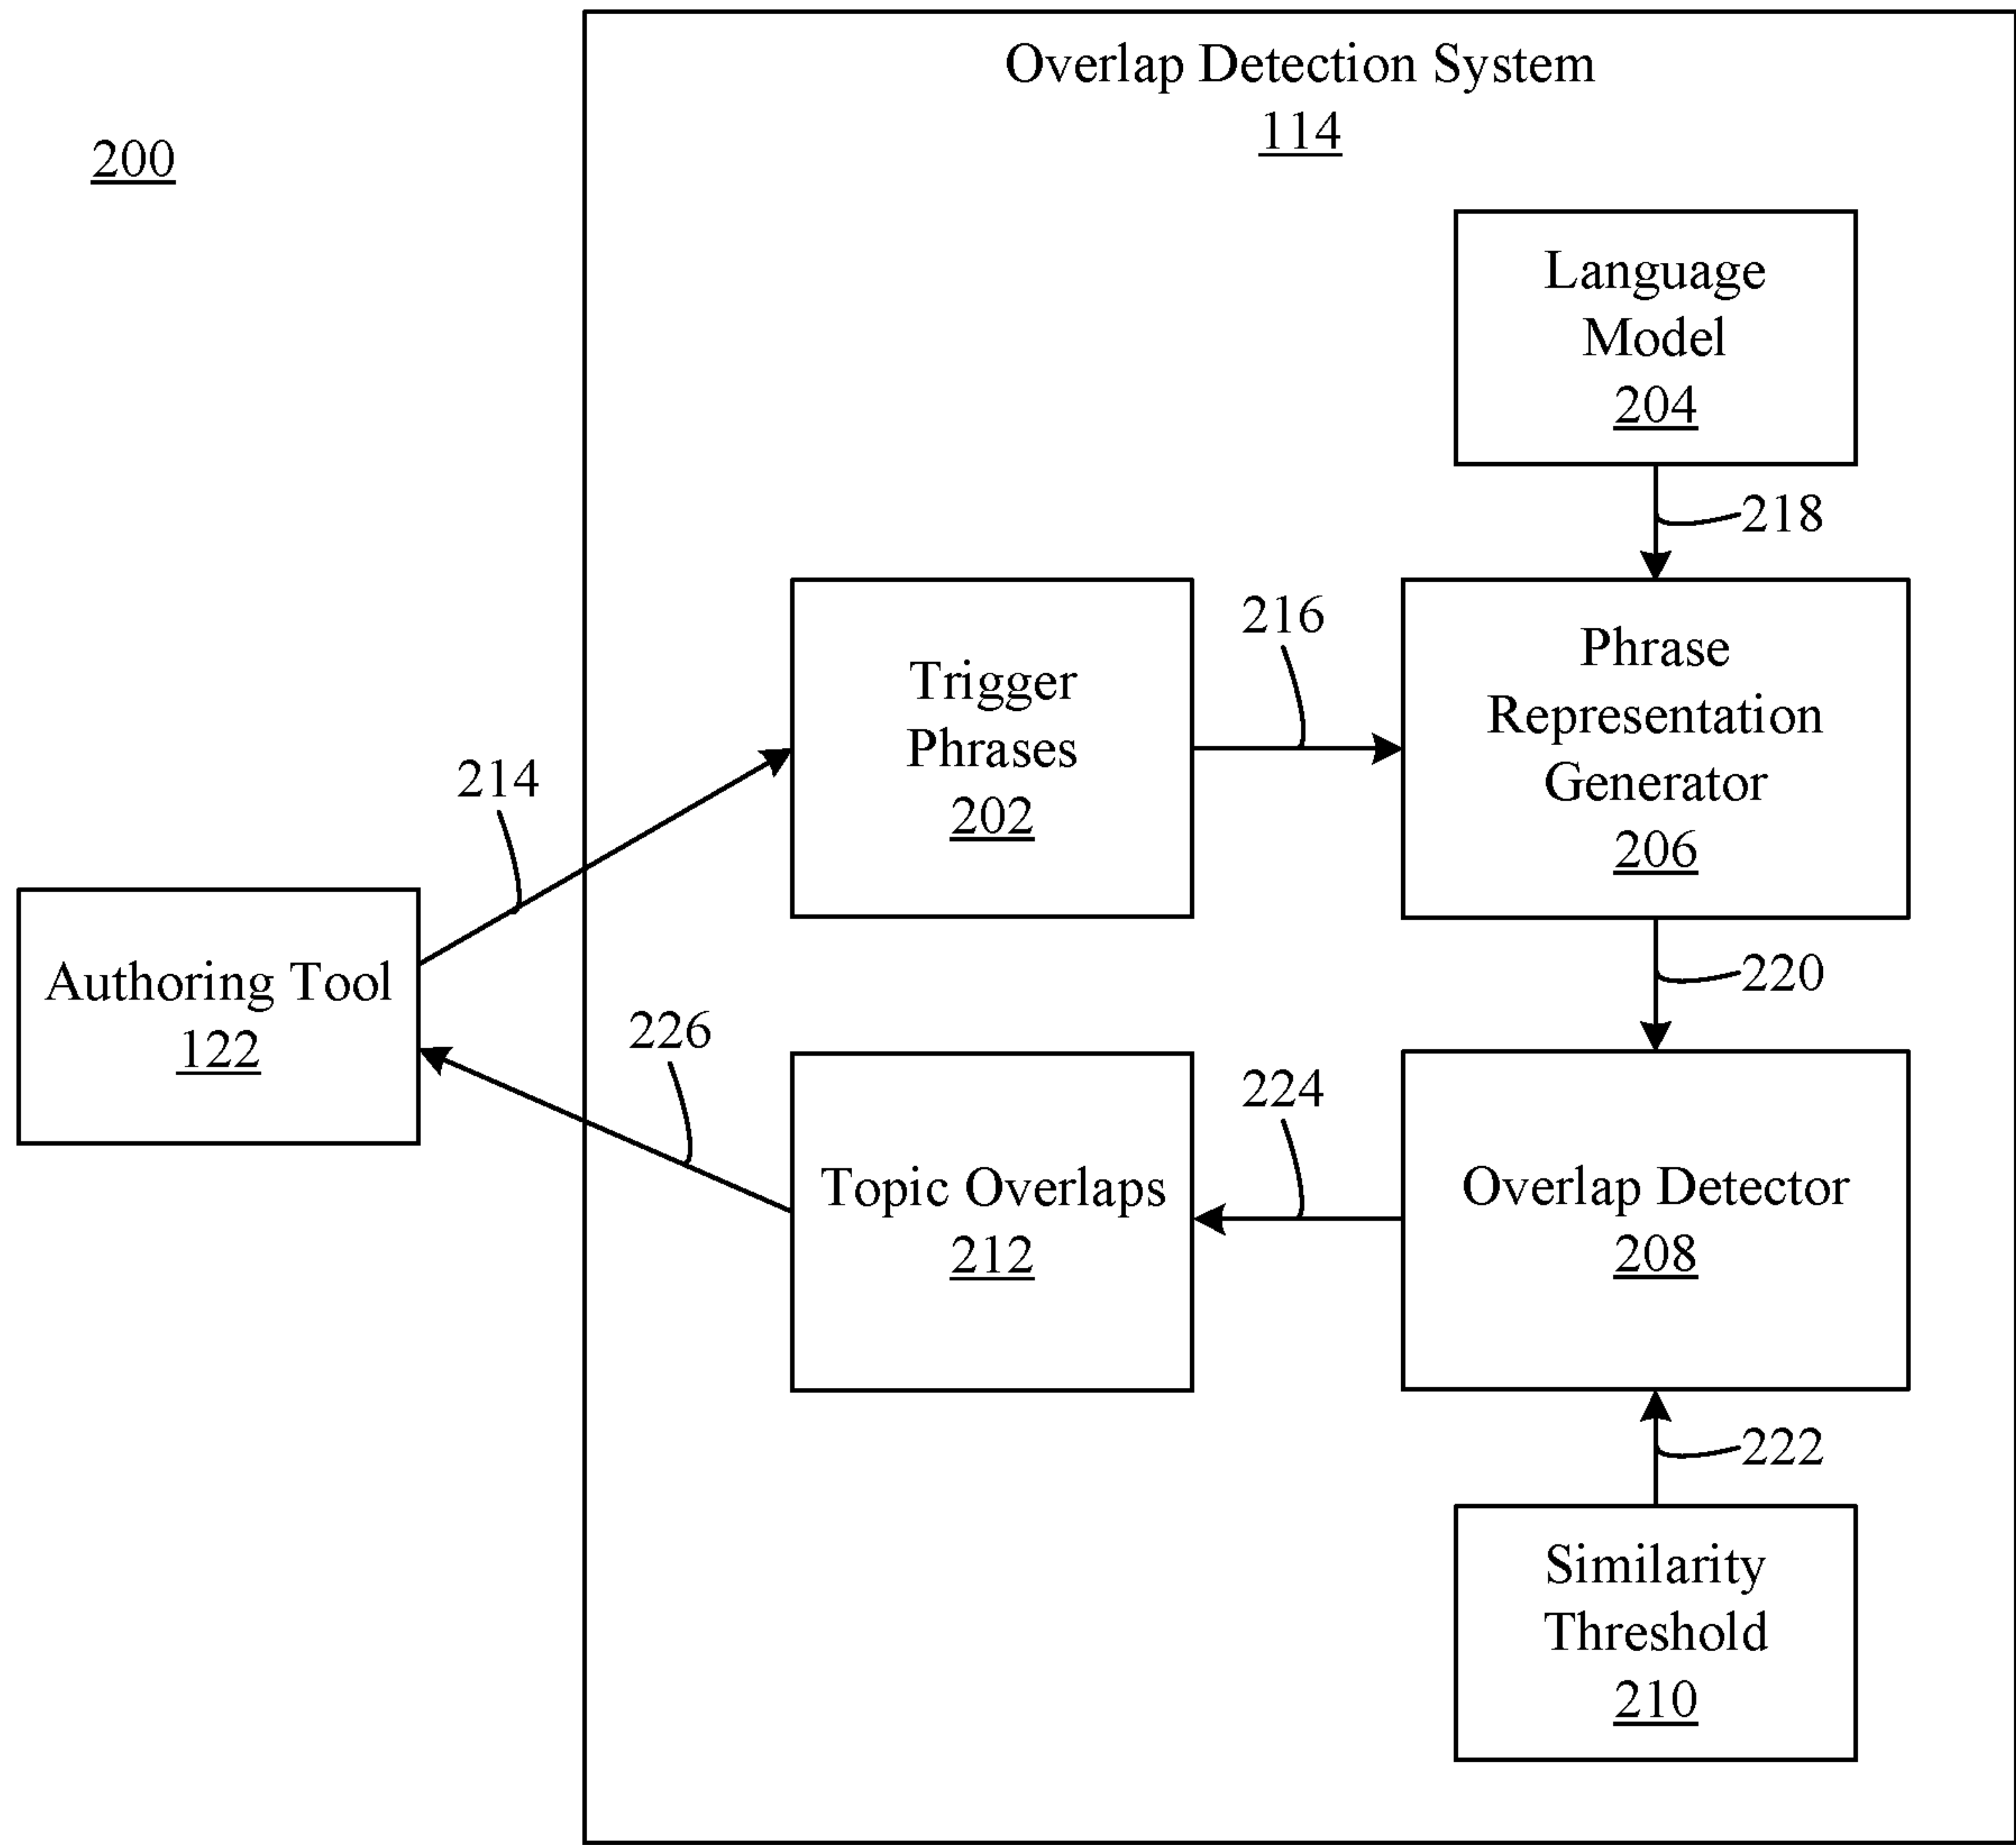 Overlap Detection System
114
200
Language
Model
204
218
Trigger
Phrases
202
216
Phrase
Representation
Generator
206
214
Authoring Tool
122
220
226
Topic Overlaps
212
224
Overlap Detector
208
222
Similarity
Threshold
210